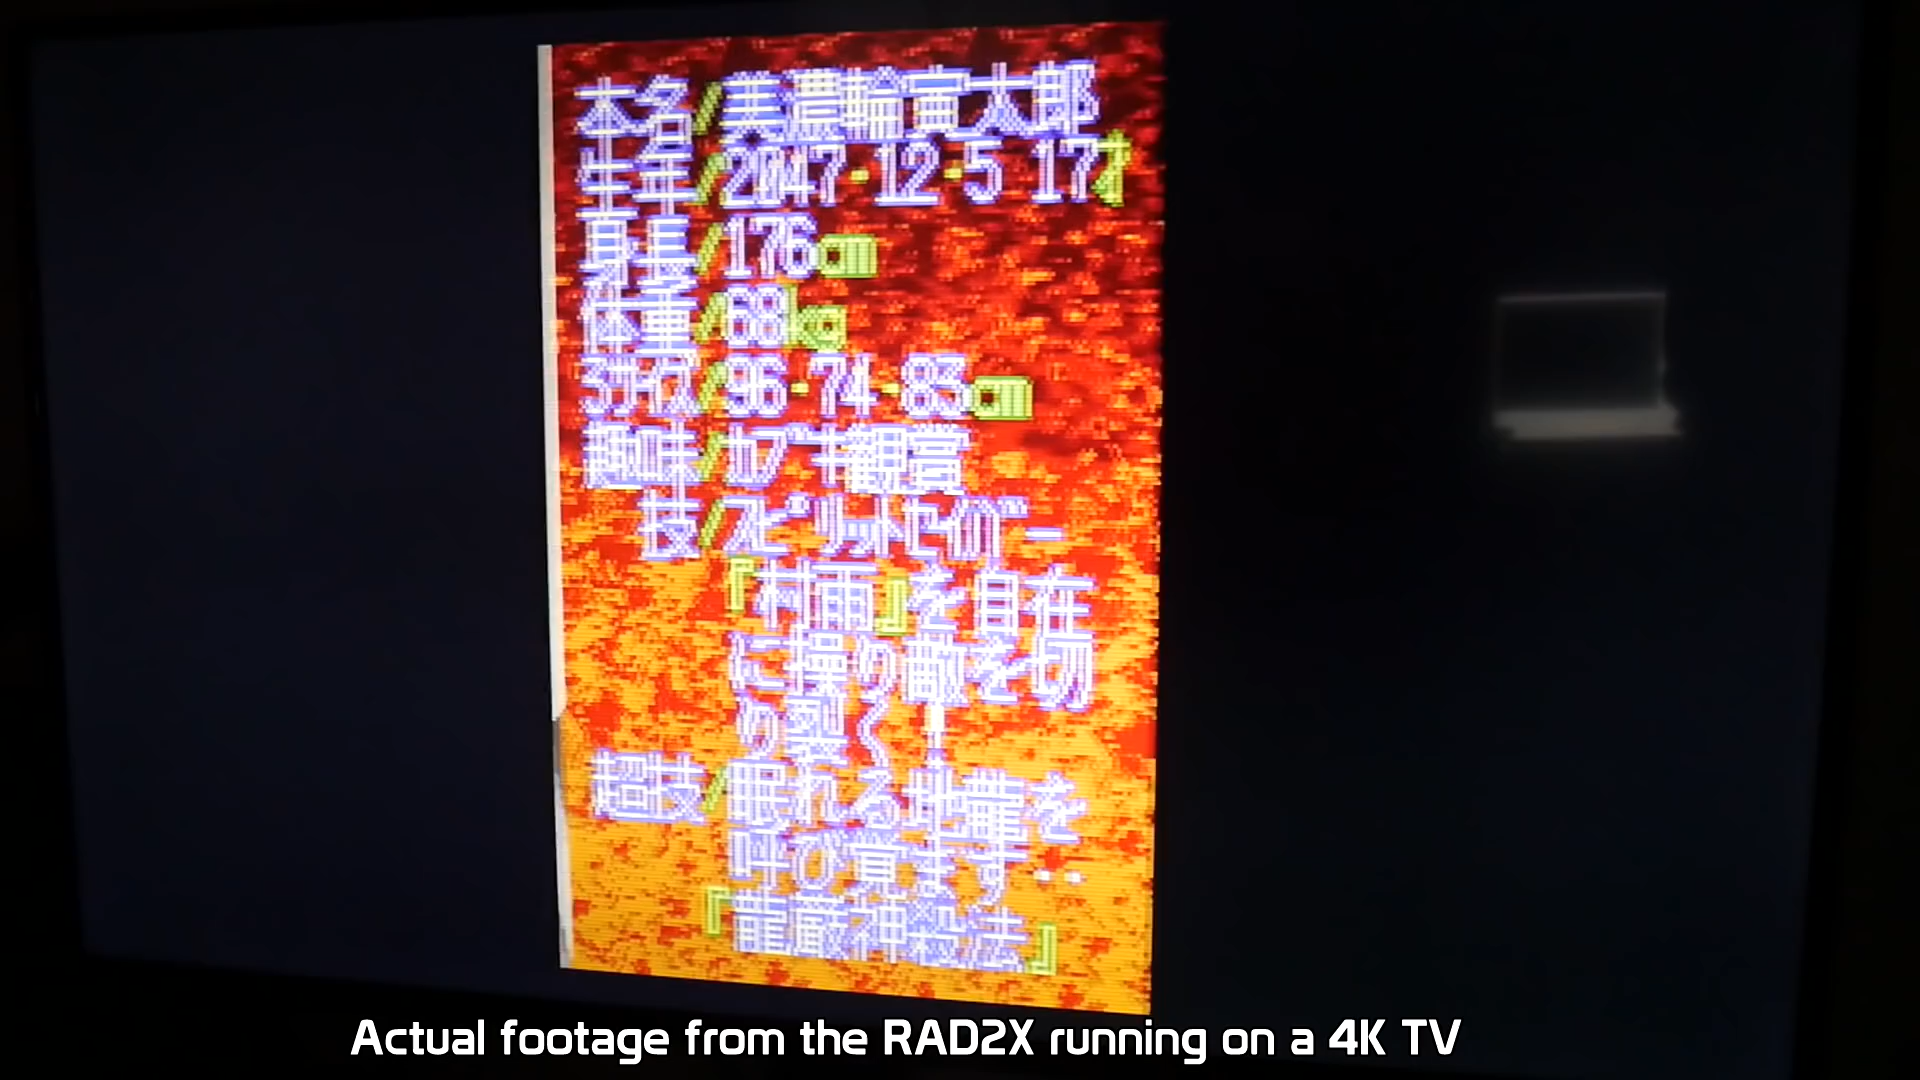 本名/美濃輪寅太郎
生年/2047・12・5 17才
身長/176cm
体重/68kg
3サイズ/96・74・83cm
趣味/カブキ観賞
技/スピリットセイバー
『村雨』を自在
に操り敵を切
り裂く!
超技/眠れる地竜を
呼び覚ます‥
『龍巌神殺法』
Actual footage from the RAD2X running on a 4K TV